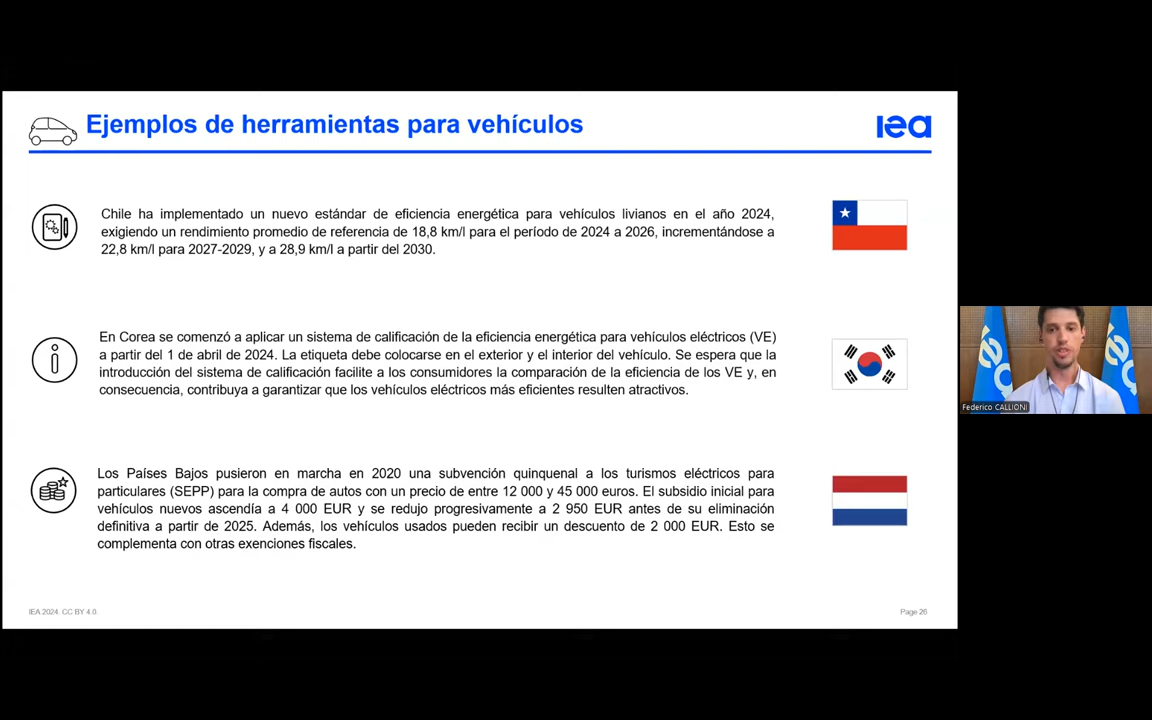 Ejemplos de herramientas para vehículos
iea
Chile ha implementado un nuevo estándar de eficiencia energética para vehículos livianos en el año 2024,
exigiendo un rendimiento promedio de referencia de 18,8 km/l para el período de 2024 a 2026, incrementándose a
22,8 km/l para 2027-2029, y a 28,9 km/l a partir del 2030.
En Corea se comenzó a aplicar un sistema de calificación de la eficiencia energética para vehículos eléctricos (VE)
a partir del 1 de abril de 2024. La etiqueta debe colocarse en el exterior y el interior del vehículo. Se espera que la
introducción del sistema de calificación facilite a los consumidores la comparación de la eficiencia de los VE y, en
consecuencia, contribuya a garantizar que los vehículos eléctricos más eficientes resulten atractivos.
Los Países Bajos pusieron en marcha en 2020 una subvención quinquenal a los turismos eléctricos para
particulares (SEPP) para la compra de autos con un precio de entre 12 000 y 45 000 euros. El subsidio inicial para
vehículos nuevos ascendía a 4 000 EUR y se redujo progresivamente a 2 950 EUR antes de su eliminación
definitiva a partir de 2025. Además, los vehículos usados pueden recibir un descuento de 2 000 EUR. Esto se
complementa con otras exenciones fiscales.
IEA 2024. CC BY 4.0.
Page 26
Federico CALLIONI